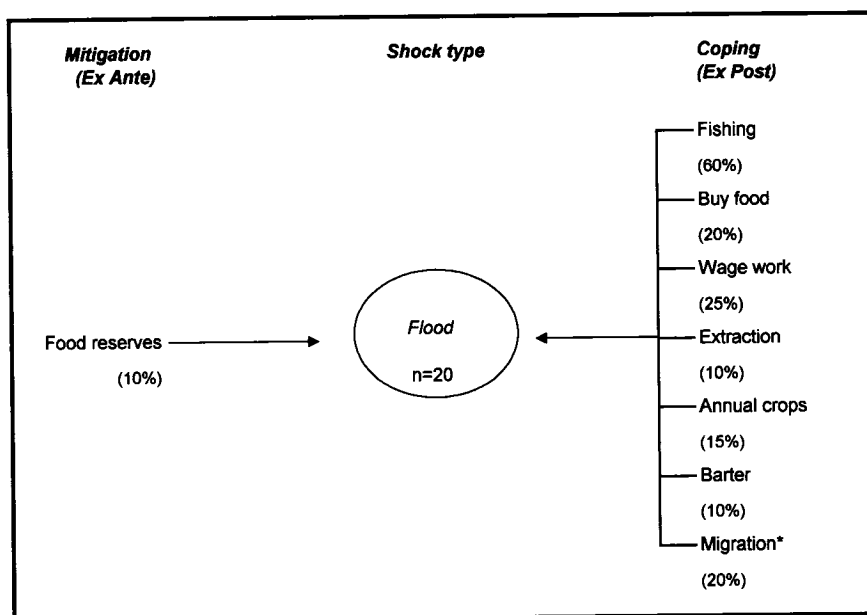 Mitigation
(Ex Ante)
Shock type
Coping
(Ex Post)
Food reserves
(10%)
Flood
n=20
Fishing
(60%)
Buy food
(20%)
Wage work
(25%)
Extraction
(10%)
Annual crops
(15%)
Barter
(10%)
Migration*
(20%)